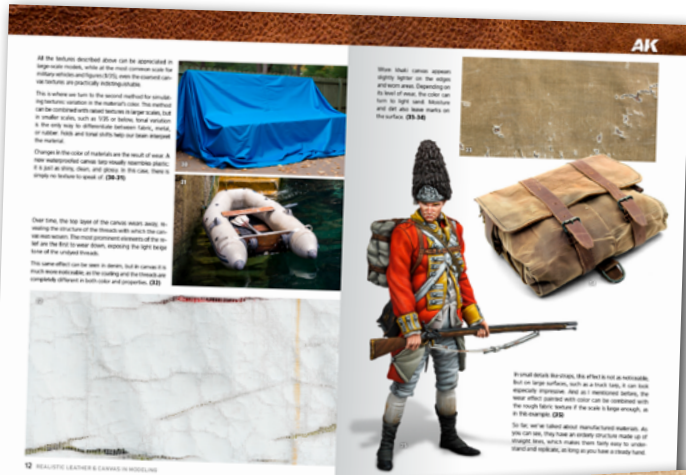 All the textures described above can be appreciated in
large-scale models, while at the most common scale for
military vehicles and figures (1/35), even the coarsest can-
vas textures are practically indistinguishable.
This is where we turn to the second method for simulat-
ing textures: variation in the material's color. This method
can be combined with raised textures in larger scales, but
in smaller scales, such as 1/35 or below, tonal variation
is the only way to differentiate between fabric, metal,
or rubber. Folds and tonal shifts help our brain interpret
the material.
Changes in the color of materials are the result of wear. A
new waterproofed canvas tarp visually resembles plastic:
it is just as shiny, clean, and glossy. In this case, there is
simply no texture to speak of. (30-31)
Over time, the top layer of the canvas wears away, re-
vealing the structure of the threads with which the can-
vas was woven. The most prominent elements of the re-
lief are the first to wear down, exposing the light beige
tone of the undyed threads.
This same effect can be seen in denim, but in canvas it is
much more noticeable, as the coating and the threads are
completely different in both color and properties. (32)
12 REALISTIC LEATHER & CANVAS IN MODELING
AK
Worn khaki canvas appears
slightly lighter on the edges
and worn areas. Depending on
its level of wear, the color can
turn to light sand. Moisture
and dirt also leave marks on
the surface. (33-34)
In small details like straps, this effect is not as noticeable.
But on large surfaces, such as a truck tarp, it can look
especially impressive. And as I mentioned before, the
wear effect painted with color can be combined with
the rough fabric texture if the scale is large enough, as
in this example. (35)
So far, we've talked about manufactured materials. As
you can see, they have an orderly structure made up of
straight lines, which makes them fairly easy to under-
stand and replicate, as long as you have a steady hand.